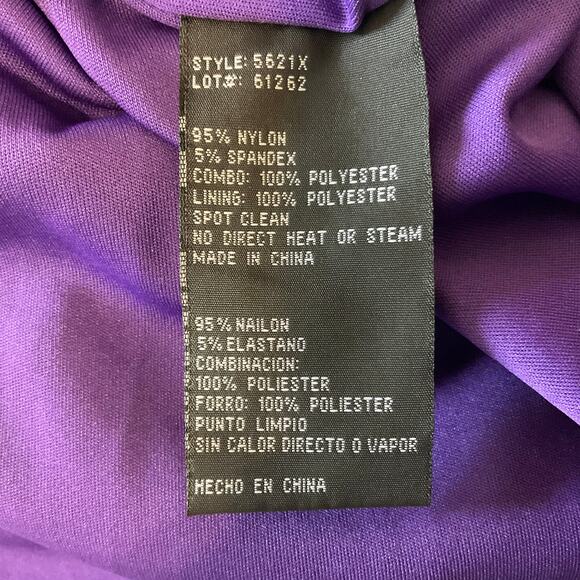 STYLE: 5621X
LOT#: 61262
95% NYLON
5% SPANDEX
COMBO: 100% POLYESTER
LINING: 100% POLYESTER
SPOT CLEAN
NO DIRECT HEAT OR STEAM
MADE IN CHINA
95% NAILON
5% ELASTANO
COMBINACION:
100% POLIESTER
FORRO: 100% POLIESTER
PUNTO LIMPIO
SIN CALOR DIRECTO O VAPOR
HECHO EN CHINA